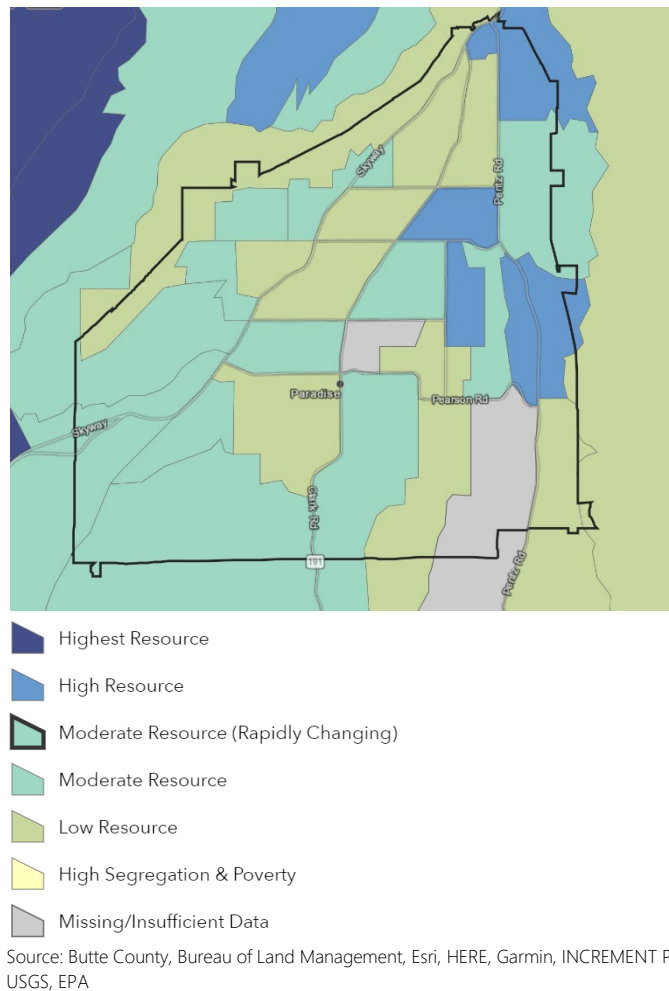 Skyway
Pentz Rd
Paradise
Pearson Rd
Skyway
Clark Rd
191
Pentz Rd
Highest Resource
High Resource
Moderate Resource (Rapidly Changing)
Moderate Resource
Low Resource
High Segregation & Poverty
Missing/Insufficient Data
Source: Butte County, Bureau of Land Management, Esri, HERE, Garmin, INCREMENT P
USGS, EPA